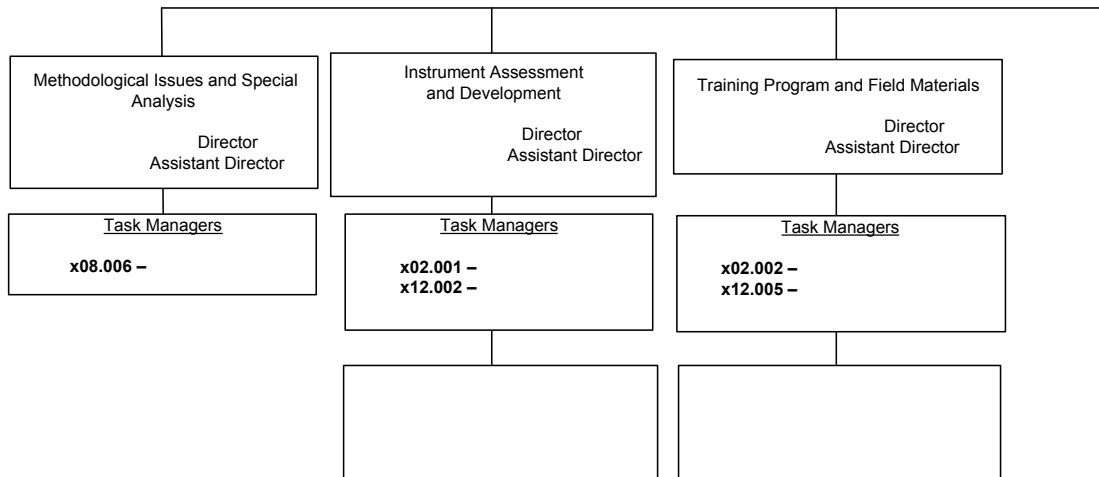 Methodological Issues and Special
Analysis
Director
Assistant Director
Instrument Assessment
and Development
Director
Assistant Director
Training Program and Field Materials
Director
Assistant Director
Task Managers
x08.006 –
Task Managers
x02.001 –
x12.002 –
Task Managers
x02.002 –
x12.005 –